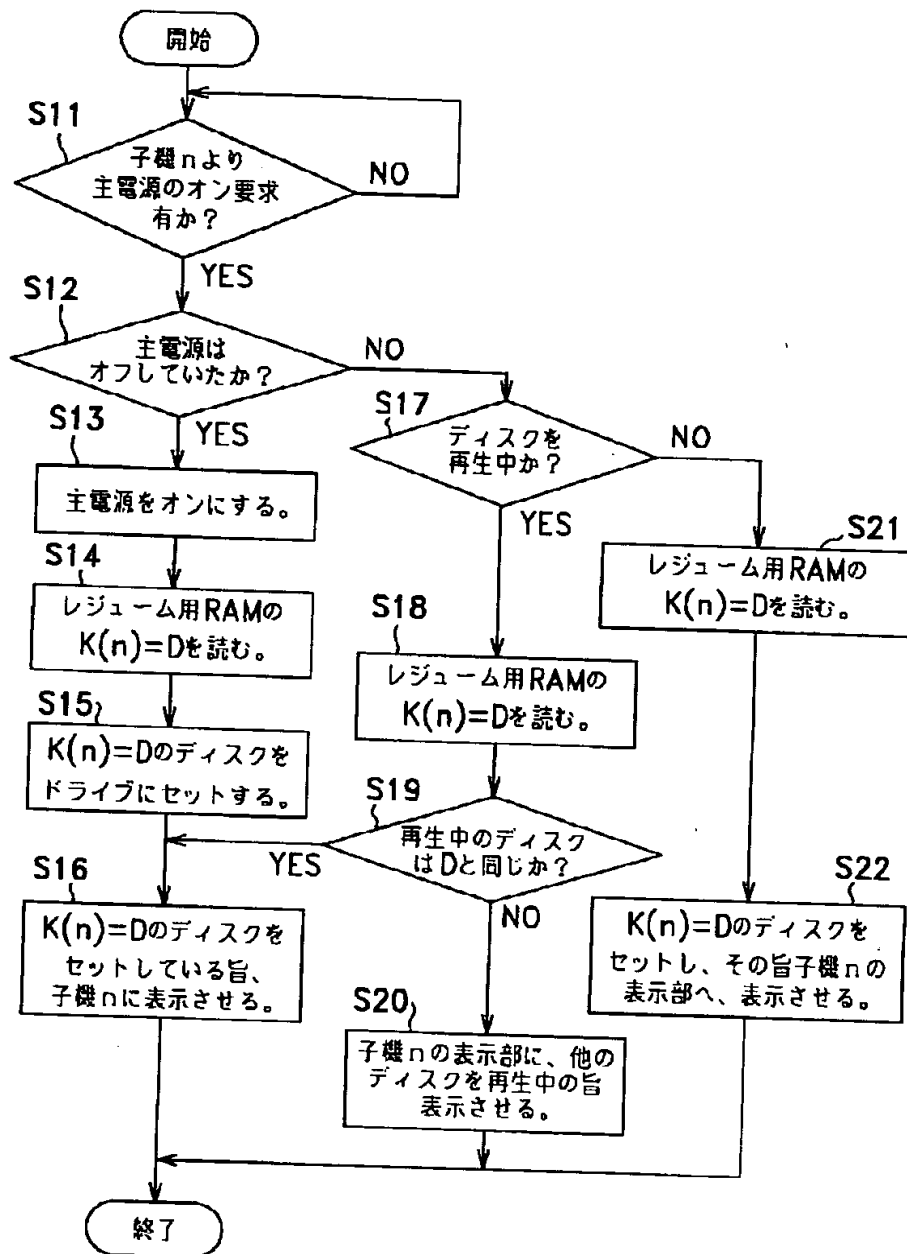 開始
S11
子機nより
主電源のオン要求
有か？
NO
YES
S12
主電源は
オフしていたか？
NO
YES
S13
主電源をオンにする。
S14
レジューム用RAMの
K(n)=Dを読む。
S15
K(n)=Dのディスクを
ドライブにセットする。
S16
K(n)=Dのディスクを
セットしている旨、
子機nに表示させる。
S17
ディスクを
再生中か？
NO
YES
S18
レジューム用RAMの
K(n)=Dを読む。
S19
再生中のディスク
はDと同じか？
YES
NO
S20
子機nの表示部に、他の
ディスクを再生中の旨
表示させる。
S21
レジューム用RAMの
K(n)=Dを読む。
S22
K(n)=Dのディスクを
セットし、その旨子機nの
表示部へ、表示させる。
終了